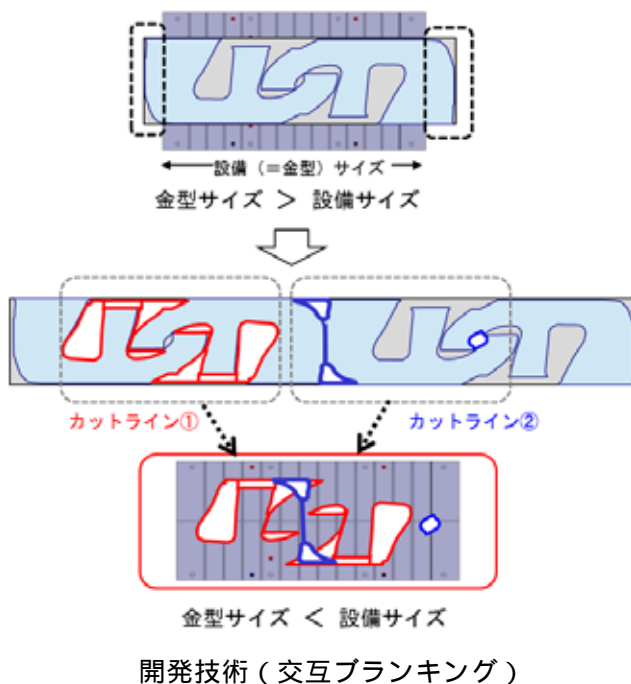 設備（＝金型）サイズ
金型サイズ ＞ 設備サイズ
カットライン①
カットライン②
金型サイズ ＜ 設備サイズ
開発技術（交互ブランキング）